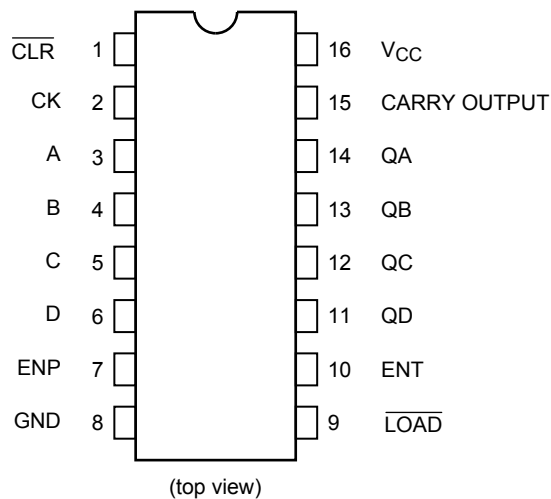 CLR 1 16 VCC
CK 2 15 CARRY OUTPUT
A 3 14 QA
B 4 13 QB
C 5 12 QC
D 6 11 QD
ENP 7 10 ENT
GND 8 9 LOAD
(top view)